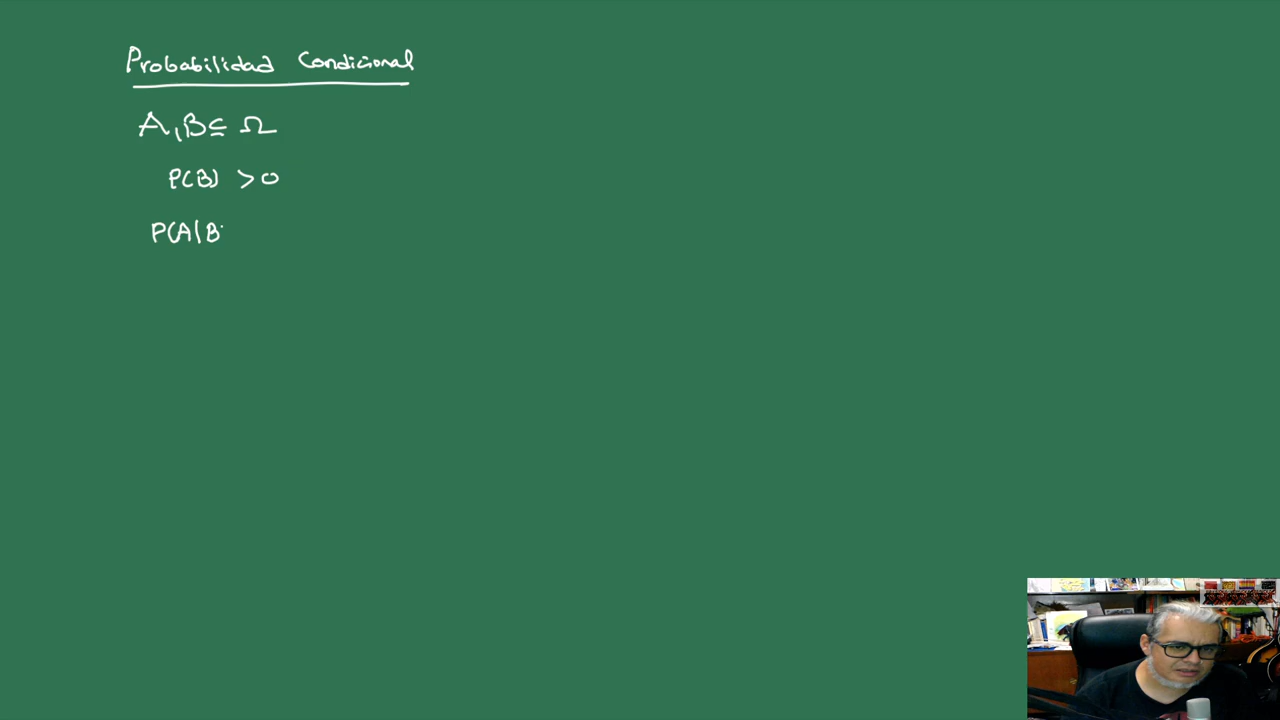 Probabilidad Condicional
A,B⊆ Ω
P(B) > 0
P(A|B